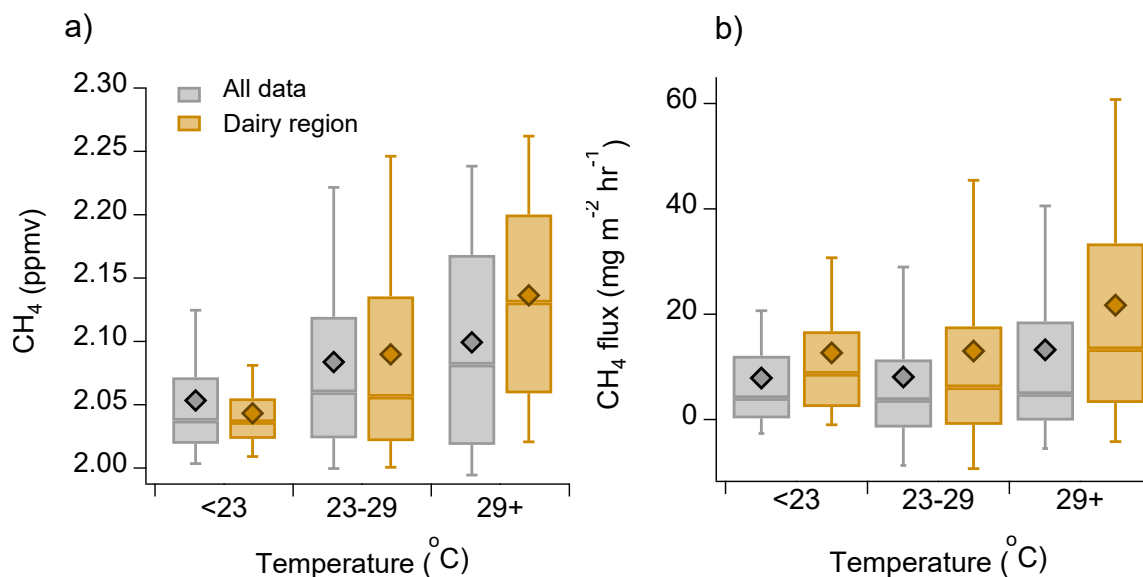 a)
CH4 (ppmv)
2.30
2.25
2.20
2.15
2.10
2.05
2.00
All data
Dairy region
<23
23-29
29+
Temperature (°C)
b)
CH4 flux (mg m-2 hr-1)
60
40
20
0
<23
23-29
29+
Temperature (°C)